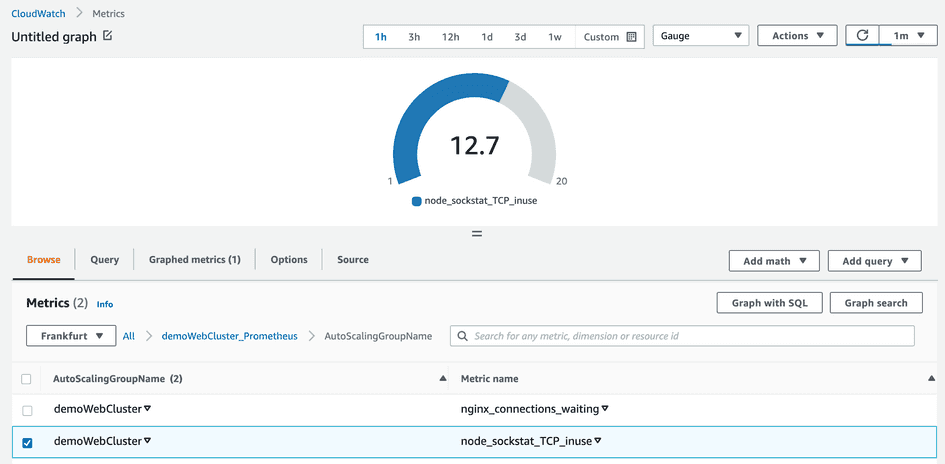 CloudWatch > Metrics
Untitled graph
1h 3h 12h 1d 3d 1w Custom Gauge Actions 1m
12.7
1 20
node_sockstat_TCP_inuse
Browse Query Graphed metrics (1) Options Source Add math Add query
Metrics (2) Info Graph with SQL Graph search
Frankfurt All > demoWebCluster_Prometheus > AutoScalingGroupName Search for any metric, dimension or resource id
AutoScalingGroupName (2) Metric name
demoWebCluster nginx_connections_waiting
demoWebCluster node_sockstat_TCP_inuse